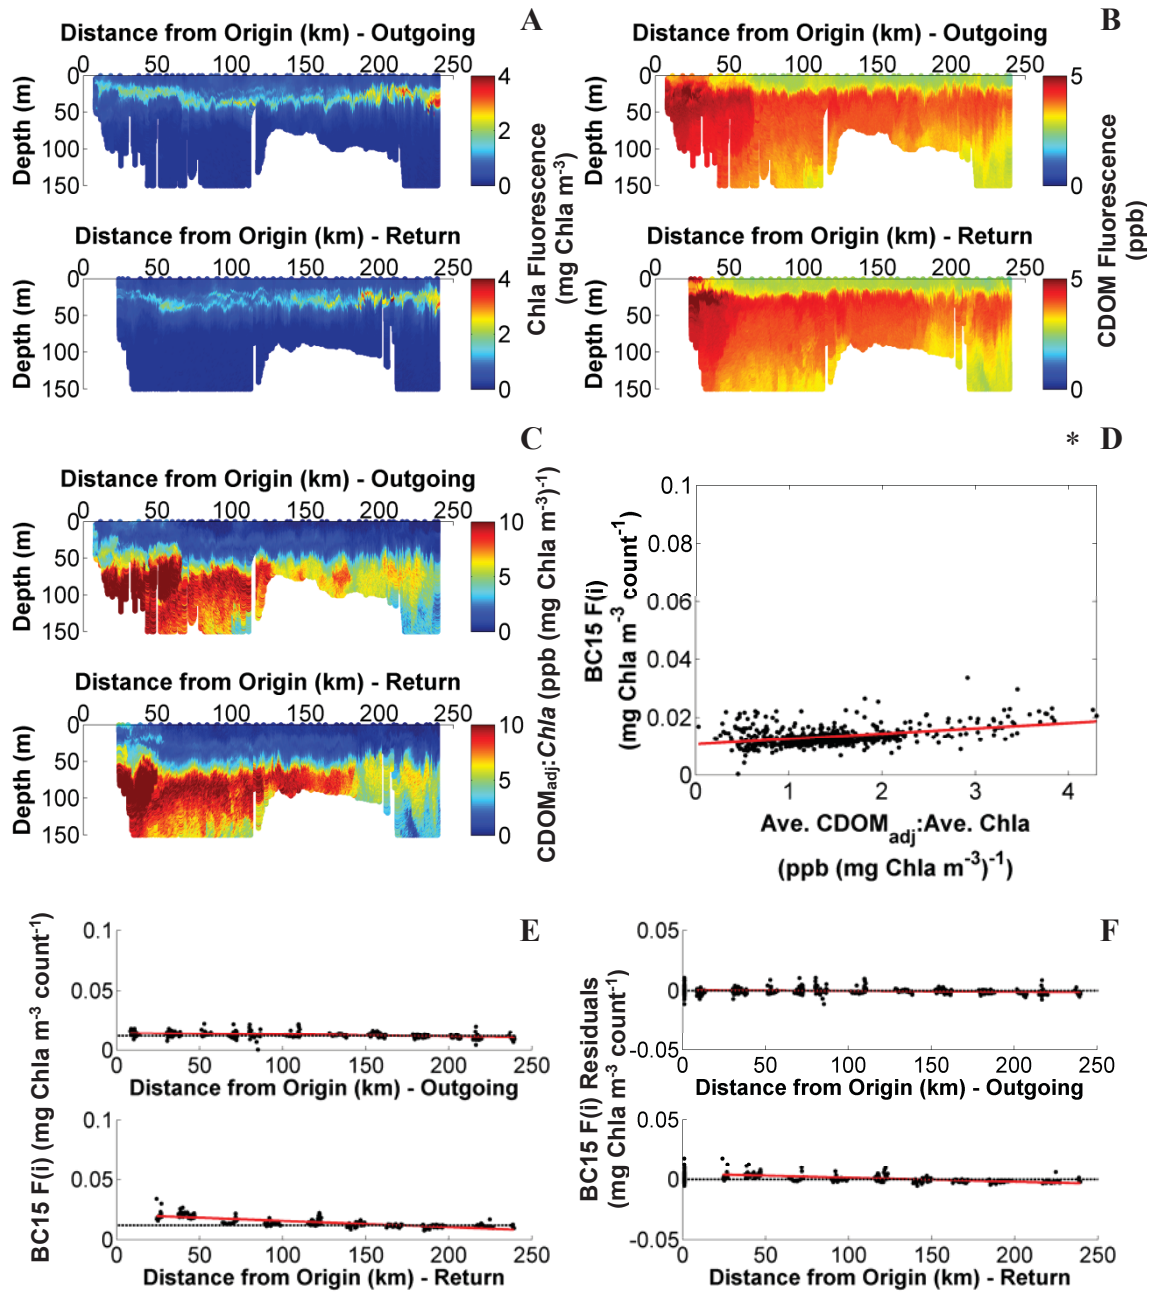 A
Distance from Origin (km) - Outgoing
0 50 100 150 200 250
0
50
100
150
Depth (m)
4
2
0
Distance from Origin (km) - Return
0 50 100 150 200 250
0
50
100
150
Depth (m)
4
2
0
Chla Fluorescence
(mg Chla m-3)
B
Distance from Origin (km) - Outgoing
0 50 100 150 200 250
0
50
100
150
Depth (m)
5
0
Distance from Origin (km) - Return
0 50 100 150 200 250
0
50
100
150
Depth (m)
5
0
CDOM Fluorescence
(ppb)
C
Distance from Origin (km) - Outgoing
0 50 100 150 200 250
0
50
100
150
Depth (m)
10
5
0
Distance from Origin (km) - Return
0 50 100 150 200 250
0
50
100
150
Depth (m)
10
5
0
CDOMadj:Chla (ppb (mg Chla m-3)-1)
* D
0.1
0.08
0.06
0.04
0.02
0
BC15 F(i)
(mg Chla m-3 count-1)
0 1 2 3 4
Ave. CDOMadj:Ave. Chla
(ppb (mg Chla m-3)-1)
E
BC15 F(i) (mg Chla m-3 count-1)
0.1
0.05
0
0 50 100 150 200 250
Distance from Origin (km) - Outgoing
0.1
0.05
0
0 50 100 150 200 250
Distance from Origin (km) - Return
F
BC15 F(i) Residuals
(mg Chla m-3 count-1)
0.05
0
-0.05
0 50 100 150 200 250
Distance from Origin (km) - Outgoing
0.05
0
-0.05
0 50 100 150 200 250
Distance from Origin (km) - Return